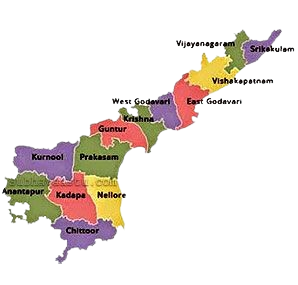 Vijayanagaram
Srikakulam
Vishakapatnam
West Godavari
East Godavari
Krishna
Guntur
Kurnool
Prakasam
Anantapur
Kadapa
Nellore
Chittoor